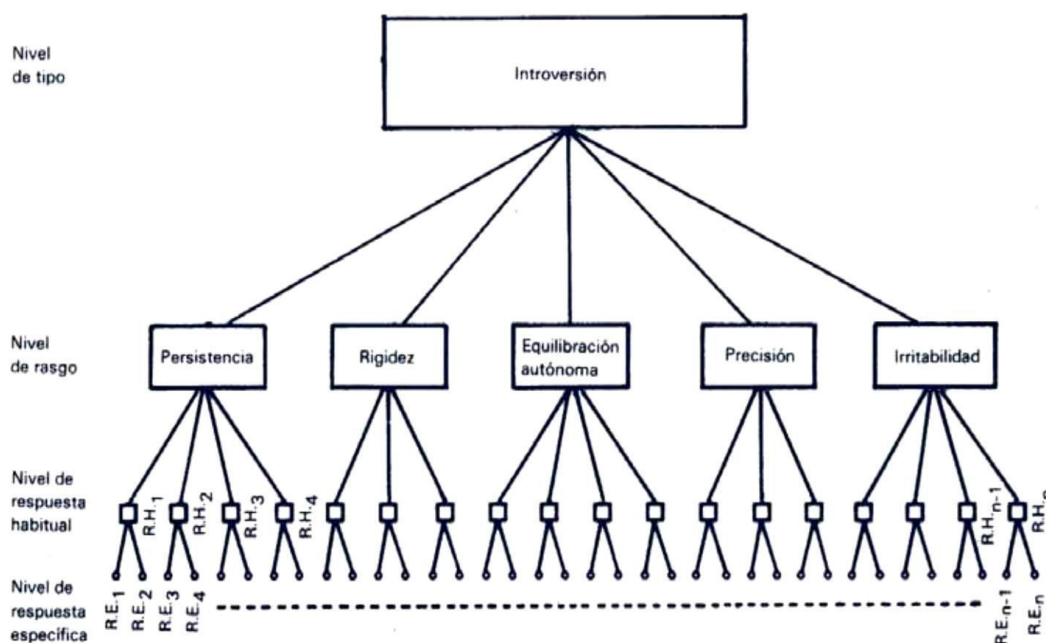 Nivel
de tipo
Introversión
Nivel
de rasgo
Persistencia
Rigidez
Equilibración
autónoma
Precisión
Irritabilidad
Nivel de
respuesta
habitual
R.H.1
R.H.2
R.H.3
R.H.4
R.H.n-1
R.H.n
Nivel de
respuesta
específica
R.E.1
R.E.2
R.E.3
R.E.4
R.E.n-1
R.E.n